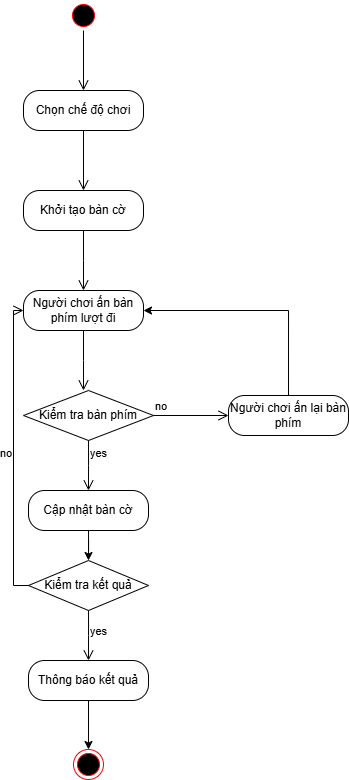 Chọn chế độ chơi
Khởi tạo bàn cờ
Người chơi ấn bàn
phím lượt đi
Kiểm tra bàn phím
no
Người chơi ấn lại bàn
phím
yes
no
Cập nhật bàn cờ
Kiểm tra kết quả
yes
Thông báo kết quả